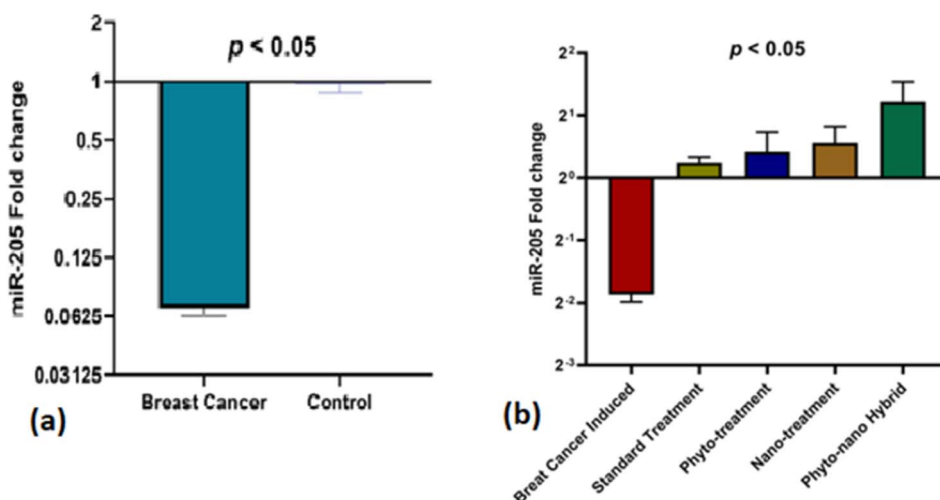 miR-205 Fold change
2
1
0.5
0.25
0.125
0.0625
0.03125
p < 0.05
Breast Cancer
Control
(a)
miR-205 Fold change
2²
2¹
2⁰
2⁻¹
2⁻²
2⁻³
p < 0.05
Breat Cancer Induced
Standard Treatment
Phyto-treatment
Nano-treatment
Phyto-nano Hybrid
(b)